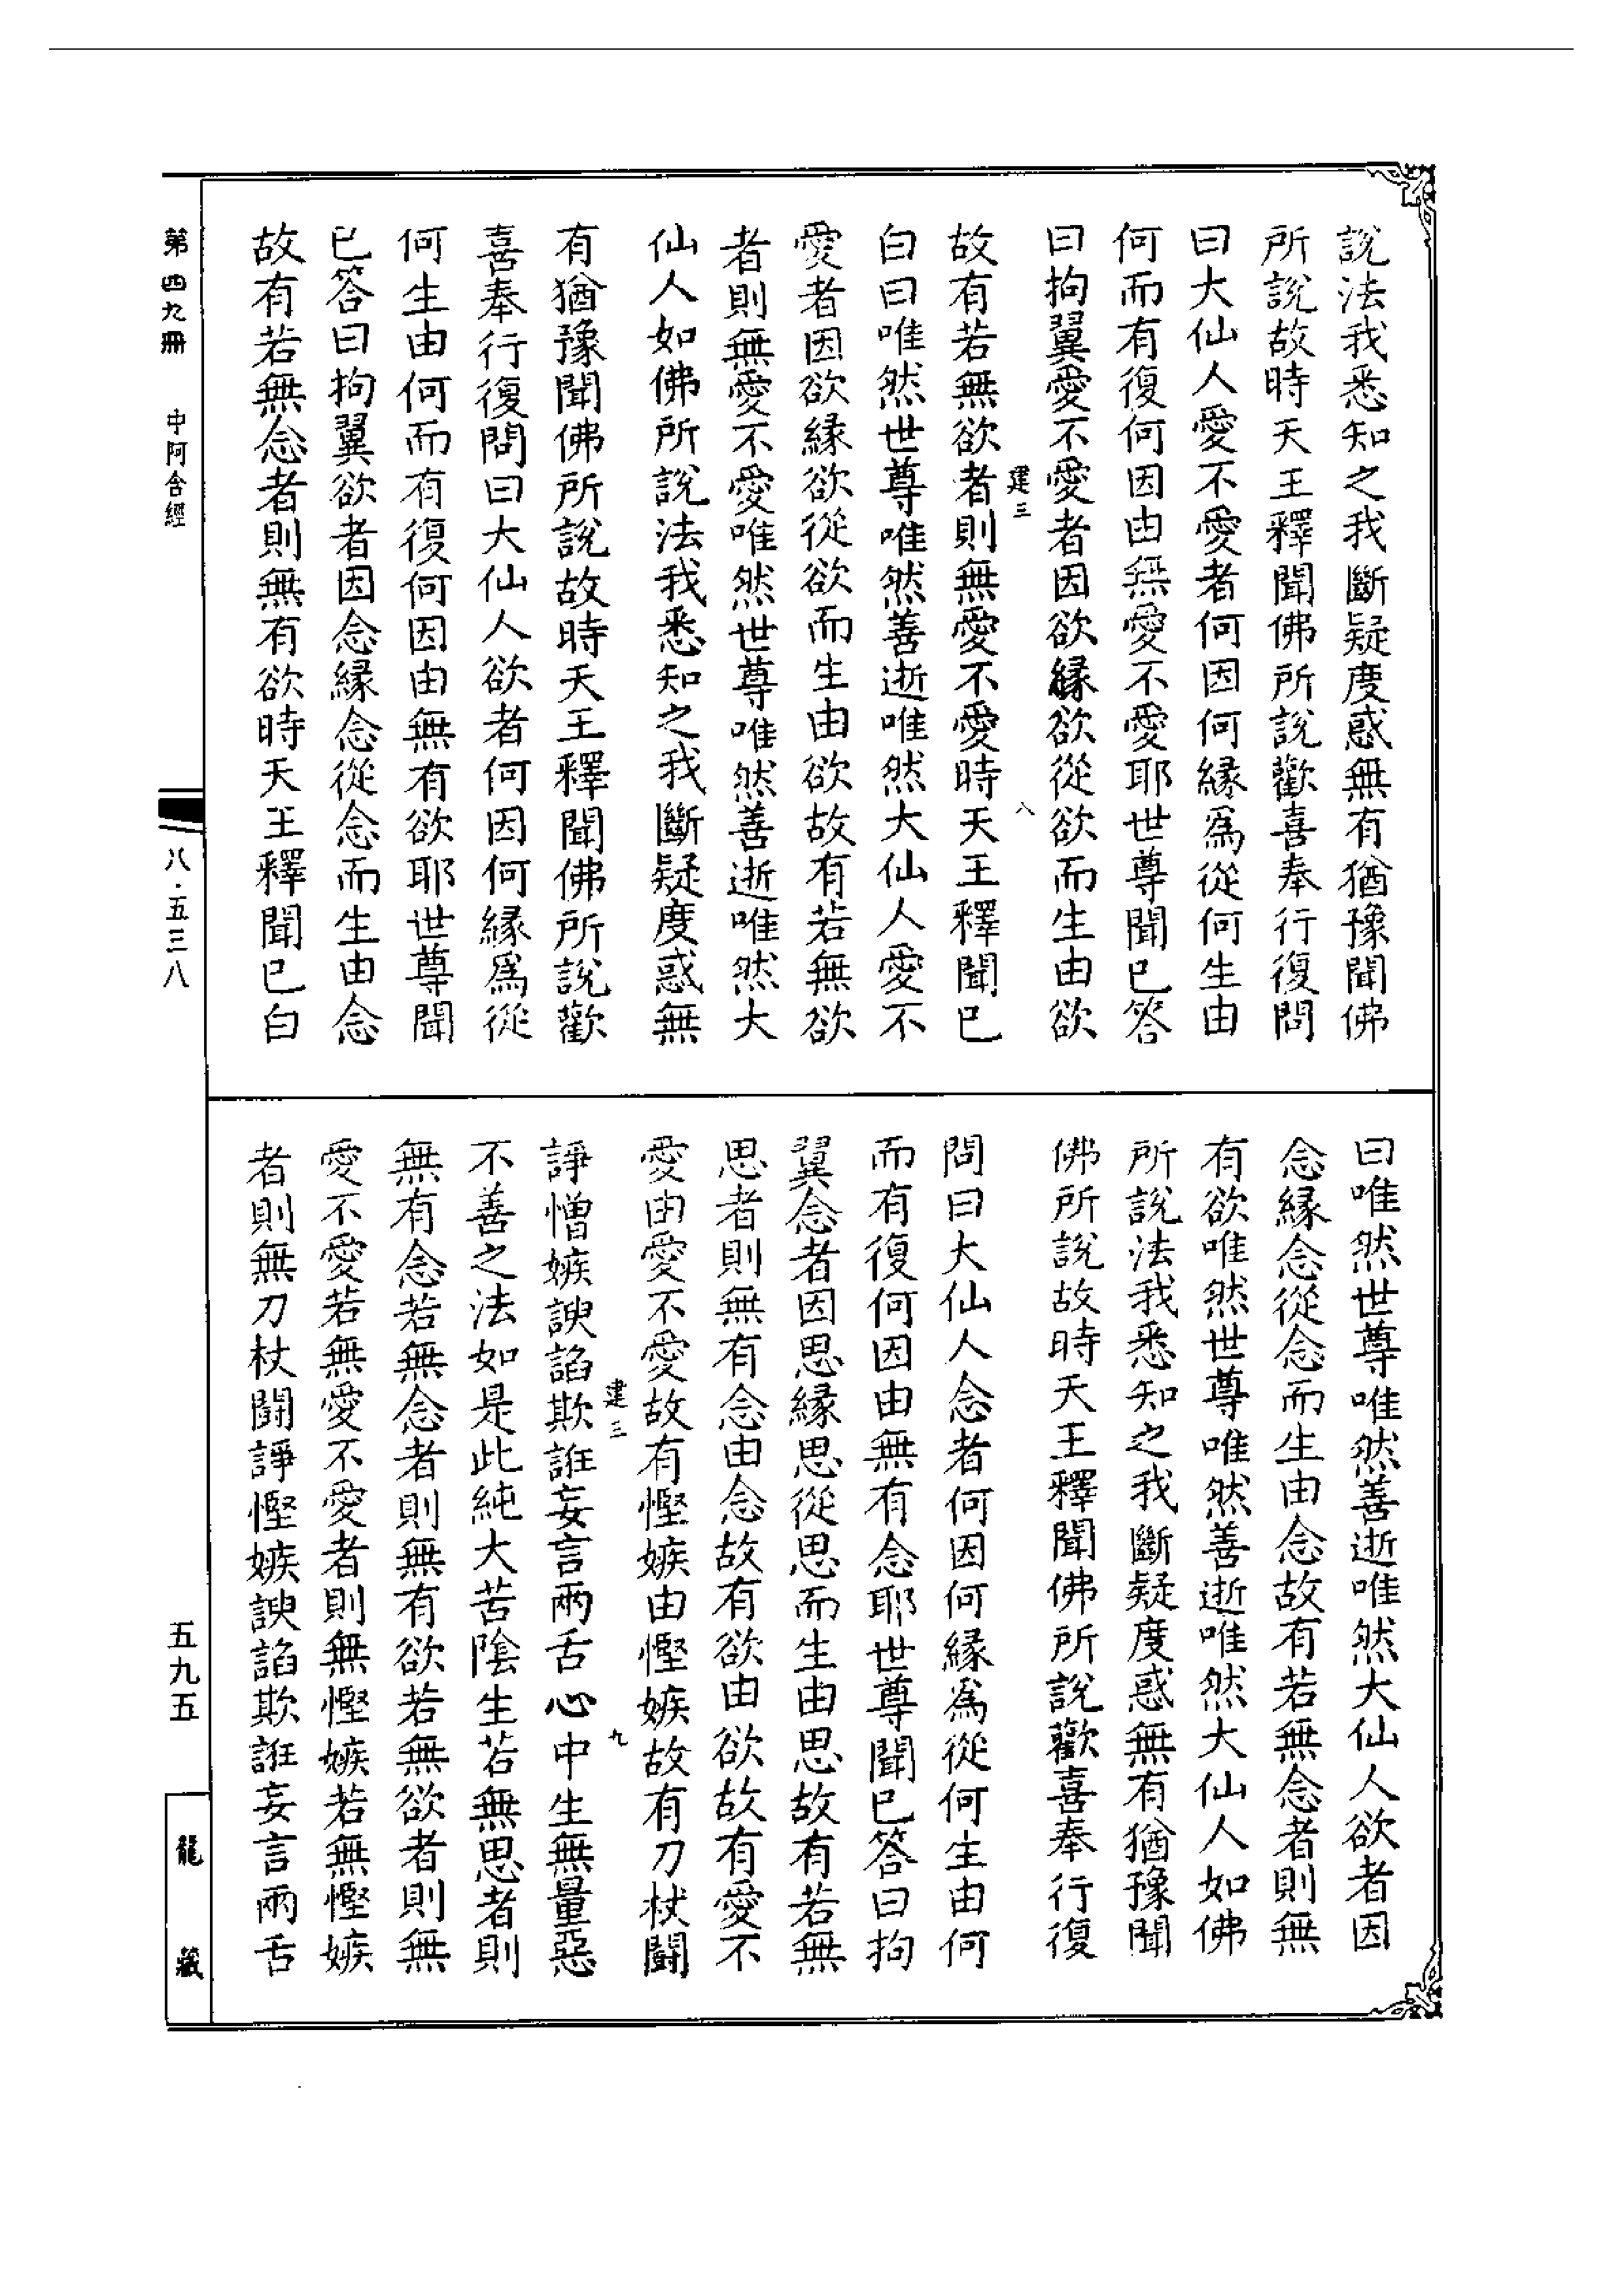 說法我悉知之我斷疑度惑無有猶豫聞佛
所說故時天王釋聞佛所說歡喜奉行復問
曰大仙人愛不愛者何因何緣為從何生由
何而有復何因由無愛不愛耶世尊聞已答
曰拘翼愛不愛者因欲緣欲從欲而生由欲
建三
八
故有若無欲者則無愛不愛時天王釋聞已
白曰唯然世尊唯然善逝唯然大仙人愛不
愛者因欲緣欲從欲而生由欲故有若無欲
者則無愛不愛唯然世尊唯然善逝唯然大
仙人如佛所說法我悉知之我斷疑度惑無
有猶豫聞佛所說故時天王釋聞佛所說歡
喜奉行復問曰大仙人欲者何因何緣為從
何生由何而有復何因由無有欲耶世尊聞
已答曰拘翼欲者因念緣念從念而生由念
故有若無念者則無有欲時天王釋聞已白
曰唯然世尊唯然善逝唯然大仙人欲者因
念緣念從念而生由念故有若無念者則無
有欲唯然世尊唯然善逝唯然大仙人如佛
所說法我悉知之我斷疑度惑無有猶豫聞
佛所說故時天王釋聞佛所說歡喜奉行復
問曰大仙人念者何因何緣為從何生由何
而有復何因由無有念耶世尊聞已答曰拘
翼念者因思緣思從思而生由思故有若無
思者則無有念由念故有欲由欲故有愛不
愛由愛不愛故有慳嫉由慳嫉故有刀杖鬪
建三
九
諍憎嫉諛諂欺誑妄言兩舌心中生無量惡
不善之法如是此純大苦陰生若無思者則
無有念若無念者則無有欲若無欲者則無
愛不愛若無愛不愛者則無慳嫉若無慳嫉
者則無刀杖鬪諍慳嫉諛諂欺誑妄言兩舌
第四九冊 中阿含經
八·五三八
五九五
龍藏